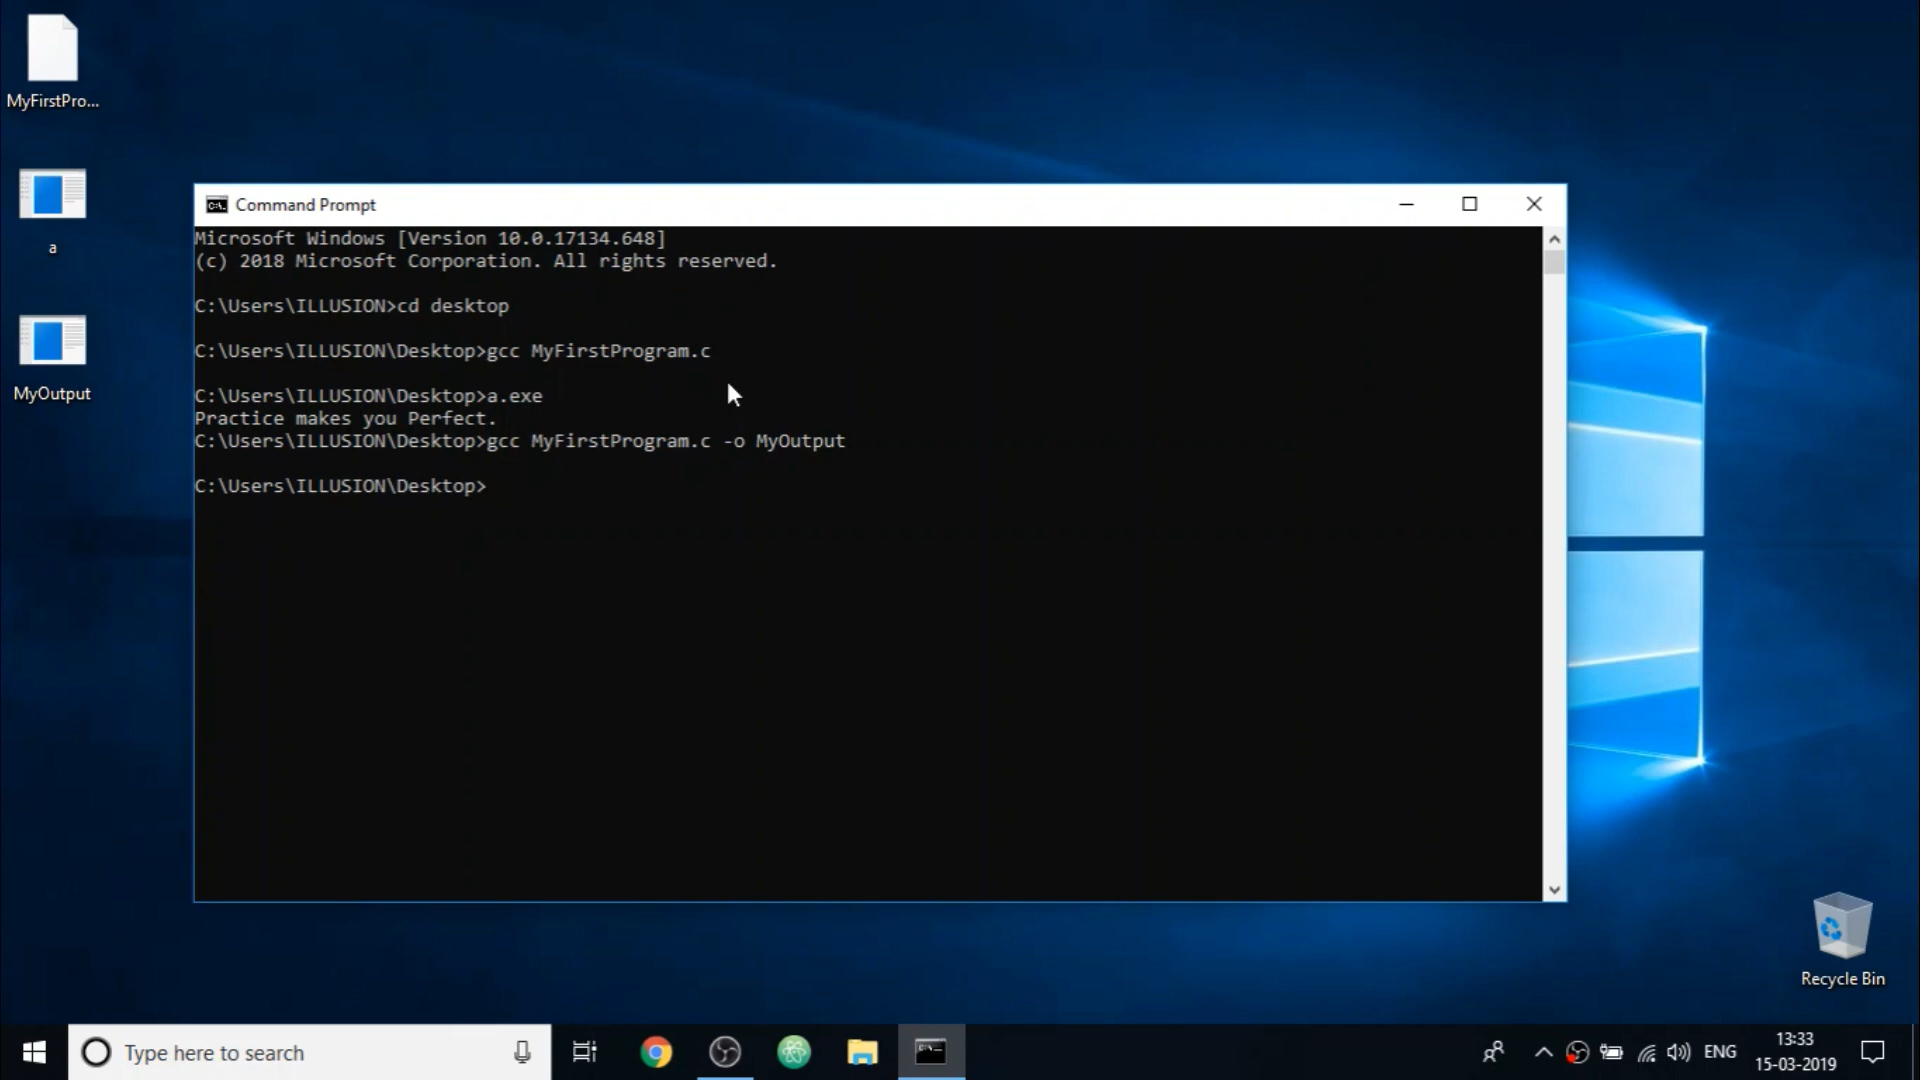 MyFirstPro...
a
MyOutput
Command Prompt
Microsoft Windows [Version 10.0.17134.648]
(c) 2018 Microsoft Corporation. All rights reserved.
C:\Users\ILLUSION>cd desktop
C:\Users\ILLUSION\Desktop>gcc MyFirstProgram.c
C:\Users\ILLUSION\Desktop>a.exe
Practice makes you Perfect.
C:\Users\ILLUSION\Desktop>gcc MyFirstProgram.c -o MyOutput
C:\Users\ILLUSION\Desktop>
Recycle Bin
Type here to search
ENG
13:33
15-03-2019